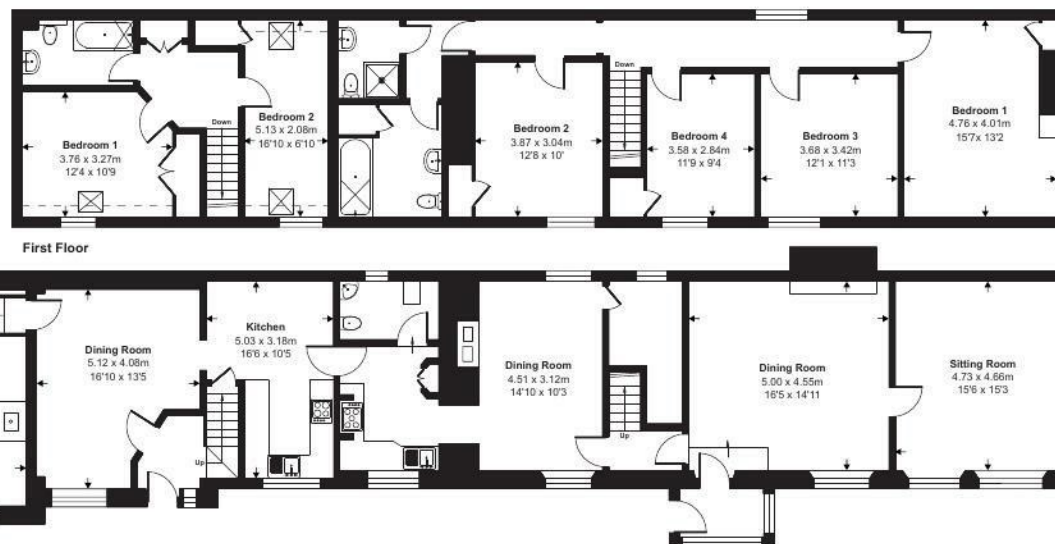 Bedroom 1
3.76 x 3.27m
12'4 x 10'9
Down
Bedroom 2
5.13 x 2.08m
16'10 x 6'10
Bedroom 2
3.87 x 3.04m
12'8 x 10'
Down
Bedroom 4
3.58 x 2.84m
11'9 x 9'4
Bedroom 3
3.68 x 3.42m
12'1 x 11'3
Bedroom 1
4.76 x 4.01m
15'7x 13'2
First Floor
Dining Room
5.12 x 4.08m
16'10 x 13'5
Up
Kitchen
5.03 x 3.18m
16'6 x 10'5
Dining Room
4.51 x 3.12m
14'10 x 10'3
Up
Dining Room
5.00 x 4.55m
16'5 x 14'11
Sitting Room
4.73 x 4.66m
15'6 x 15'3